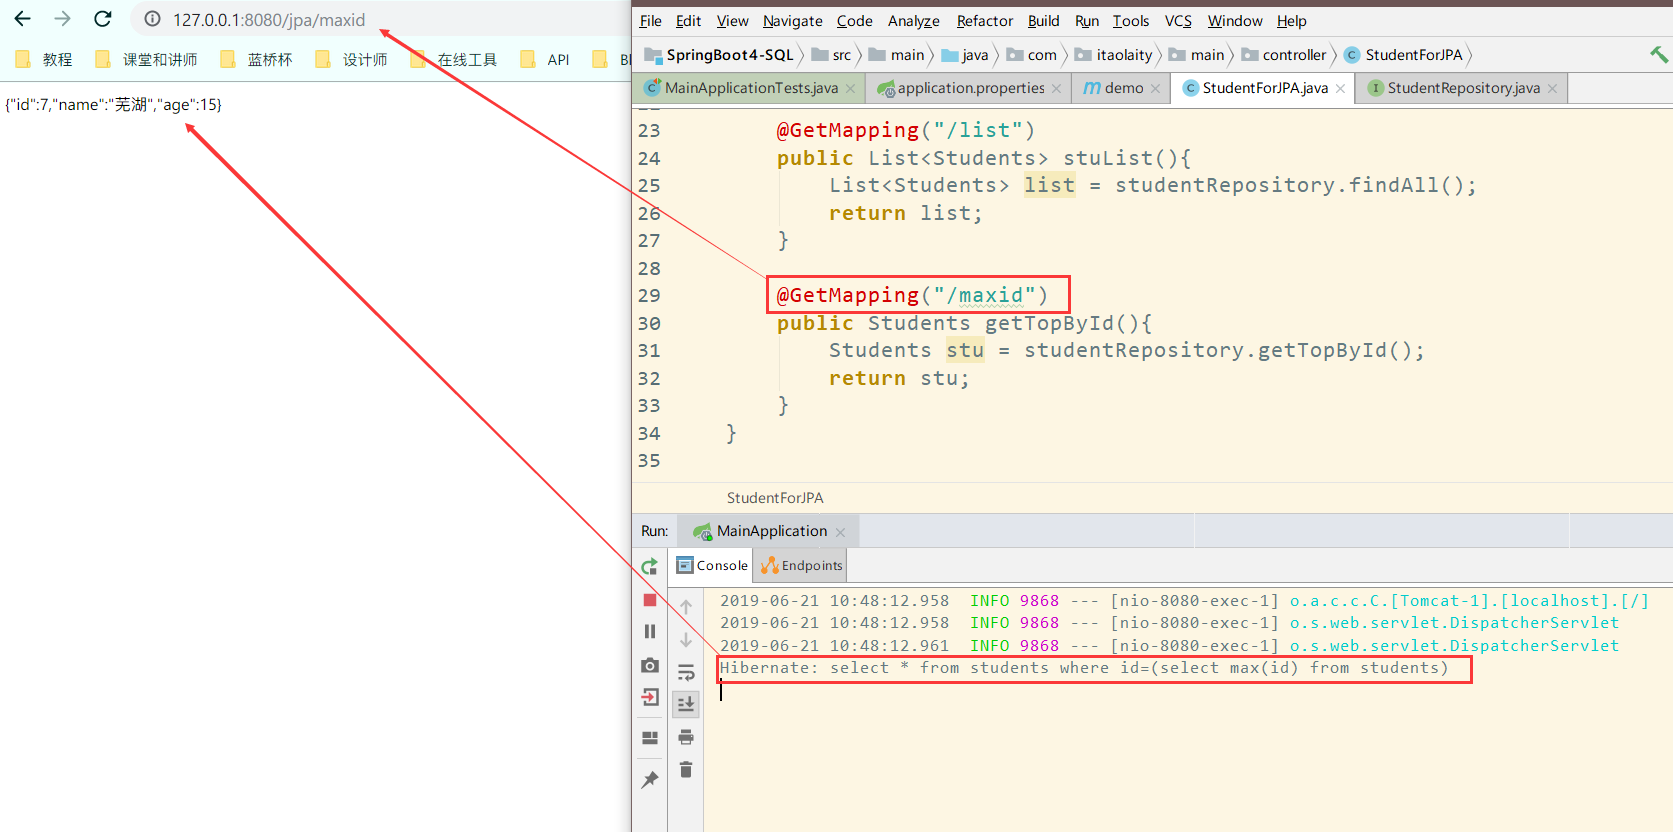 127.0.0.1:8080/jpa/maxid
教程 课堂和讲师 蓝桥杯 设计师 在线工具 API
{"id":7,"name":"芜湖","age":15}
File Edit View Navigate Code Analyze Refactor Build Run Tools VCS Window Help
SpringBoot4-SQL src main java com itaolaity main controller StudentForJPA
MainApplicationTests.java application.properties demo StudentForJPA.java StudentRepository.java
23 @GetMapping("/list")
24 public List<Students> stuList(){
25 List<Students> list = studentRepository.findAll();
26 return list;
27 }
28
29 @GetMapping("/maxid")
30 public Students getTopById(){
31 Students stu = studentRepository.getTopById();
32 return stu;
33 }
34 }
35
StudentForJPA
Run: MainApplication
Console Endpoints
2019-06-21 10:48:12.958 INFO 9868 --- [nio-8080-exec-1] o.a.c.c.C.[Tomcat-1].[localhost].[/]
2019-06-21 10:48:12.958 INFO 9868 --- [nio-8080-exec-1] o.s.web.servlet.DispatcherServlet
2019-06-21 10:48:12.961 INFO 9868 --- [nio-8080-exec-1] o.s.web.servlet.DispatcherServlet
Hibernate: select * from students where id=(select max(id) from students)